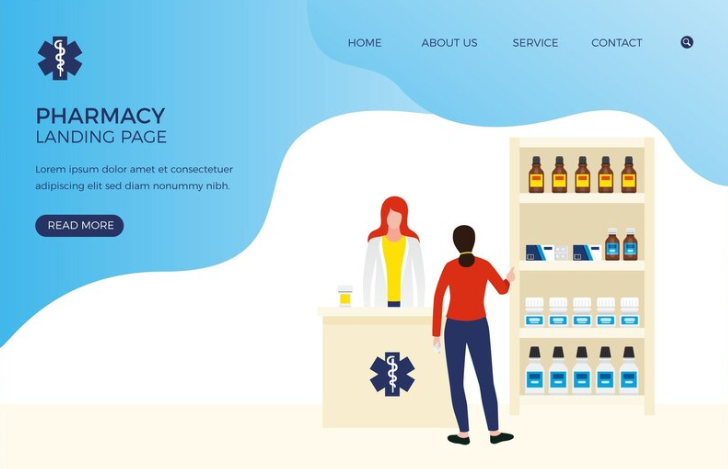 HOME ABOUT US SERVICE CONTACT
PHARMACY
LANDING PAGE
Lorem ipsum dolor amet et consectetuer
adipiscing elit sed diam nonummy nibh.
READ MORE